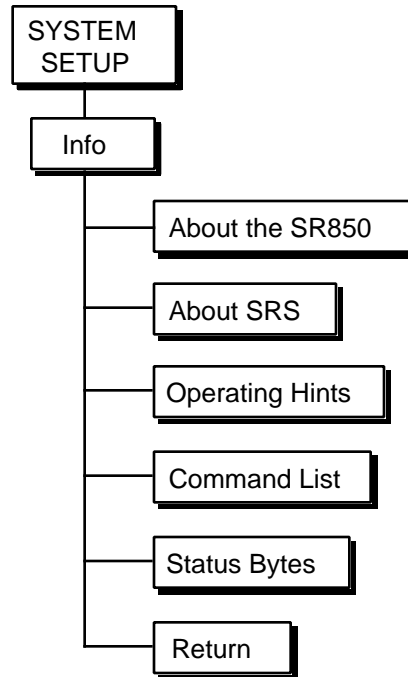 SYSTEM
SETUP
Info
About the SR850
About SRS
Operating Hints
Command List
Status Bytes
Return